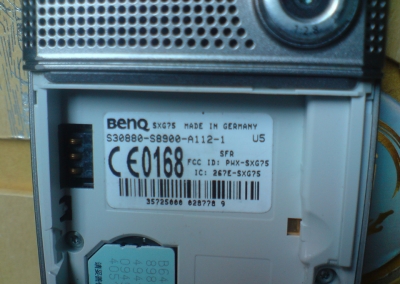 BenQ SXG75 MADE IN GERMANY
S30880-S8900-A112-1 U5
SFR
CE0168 FCC ID: PWX-SXG75
IC: 267E-SXG75
35725000 028778 9